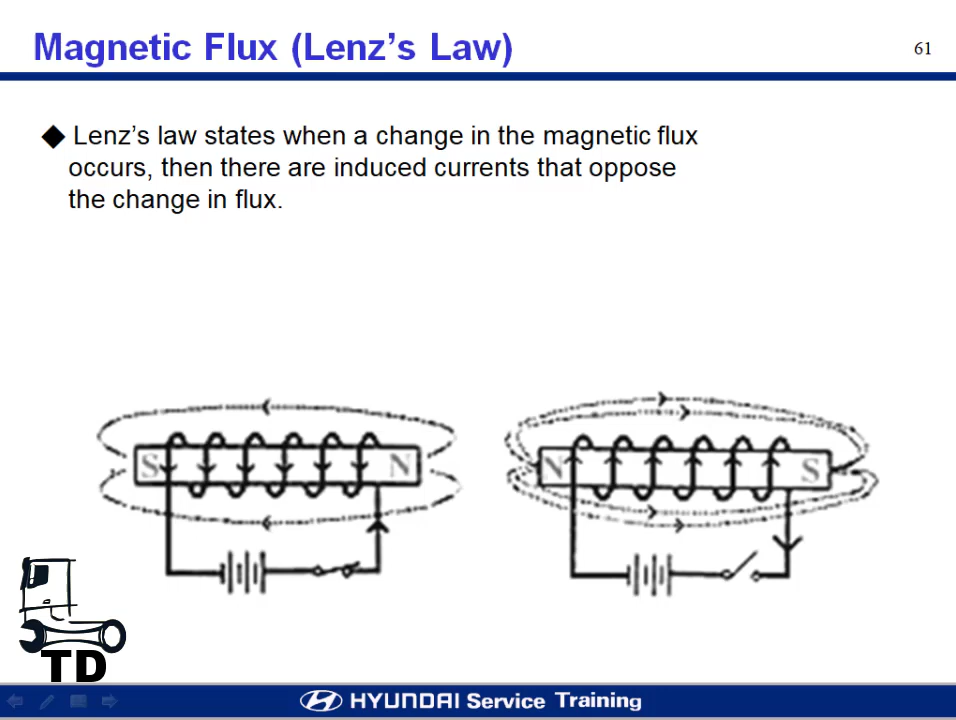 Magnetic Flux (Lenz's Law)
61
◆ Lenz's law states when a change in the magnetic flux
occurs, then there are induced currents that oppose
the change in flux.
S N
N S
TD
HYUNDAI Service Training